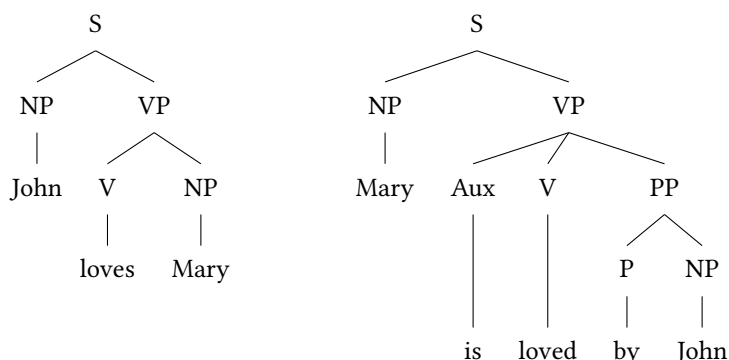 S S
NP VP NP VP
John V NP Mary Aux V PP
loves Mary P NP
is loved by John